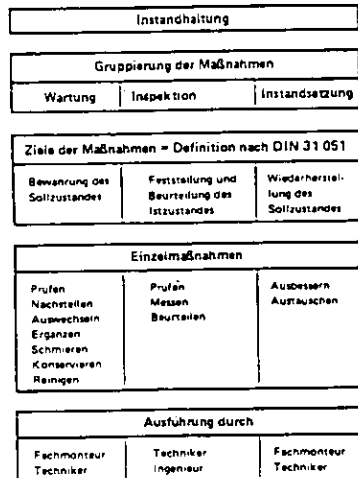 Instandhaltung
Gruppierung der Maßnahmen
Wartung Inspektion Instandsetzung
Ziele der Maßnahmen = Definition nach DIN 31 051
Bewahrung des Sollzustandes
Feststellung und Beurteilung des Istzustandes
Wiederherstel-
lung des
Sollzustandes
Einzelmaßnahmen
Prüfen
Nachstellen
Auswechseln
Ergänzen
Schmieren
Konservieren
Reinigen
Prüfen
Messen
Beurteilen
Ausbessern
Austauschen
Ausführung durch
Fachmonteur
Techniker
Techniker
Ingenieur
Fachmonteur
Techniker